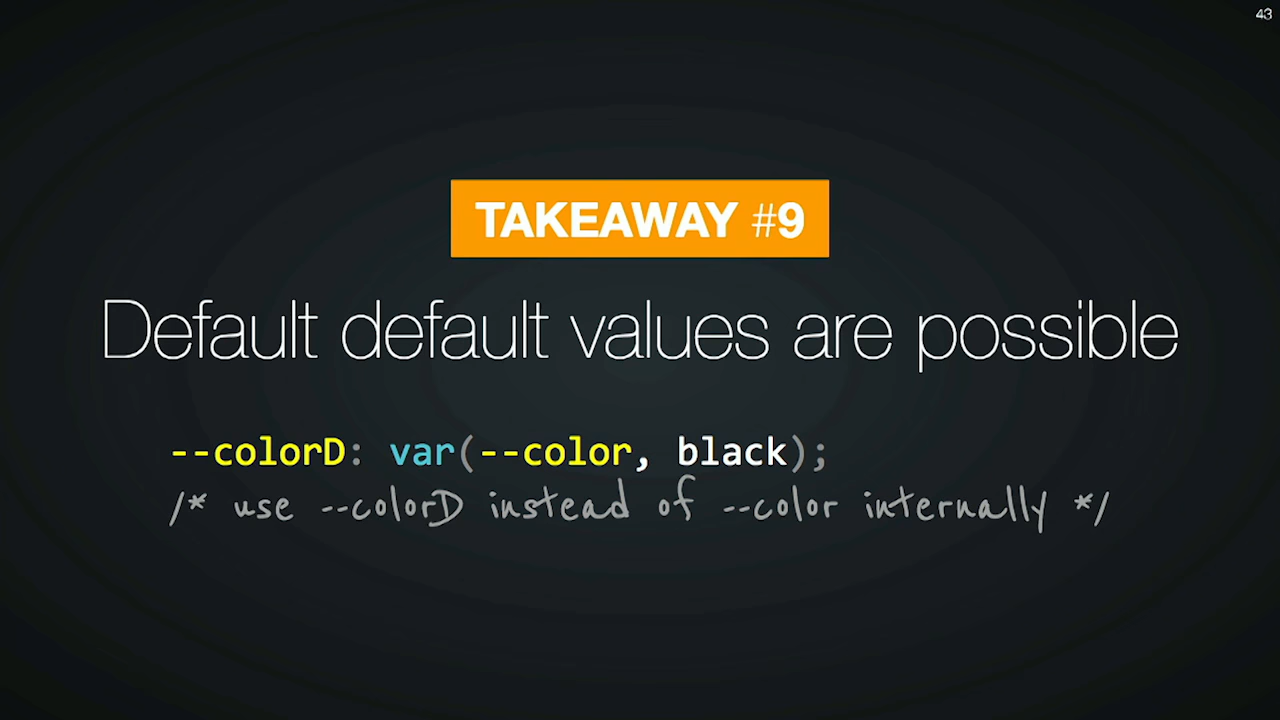 43
TAKEAWAY #9
Default default values are possible
--colorD: var(--color, black);
/* use --colorD instead of --color internally */